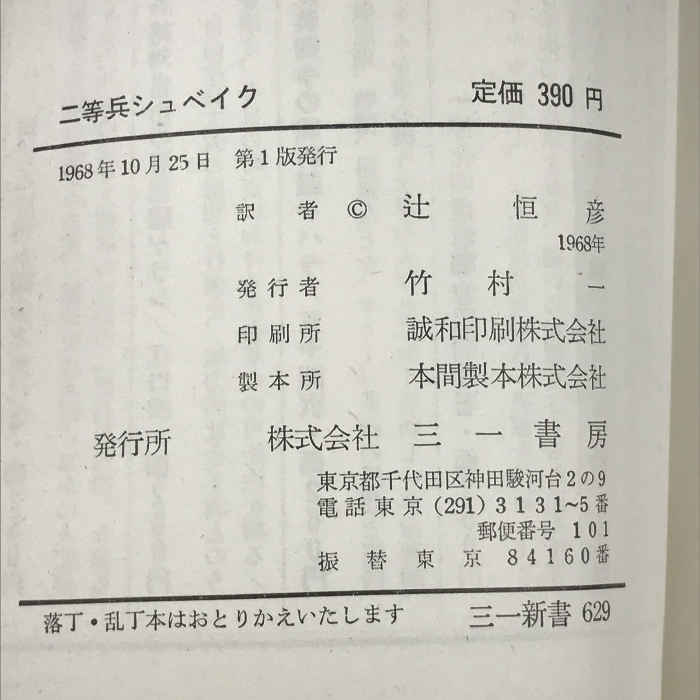 二等兵シュベイク 定価 390 円
1968年10月25日 第1版発行
訳者 © 辻恒彦
1968年
発行者 竹村一
印刷所 誠和印刷株式会社
製本所 本間製本株式会社
発行所 株式会社 三一書房
東京都千代田区神田駿河台2の9
電話東京(291)3131~5番
郵便番号 101
振替東京 84160番
落丁・乱丁本はおとりかえいたします 三一新書 629